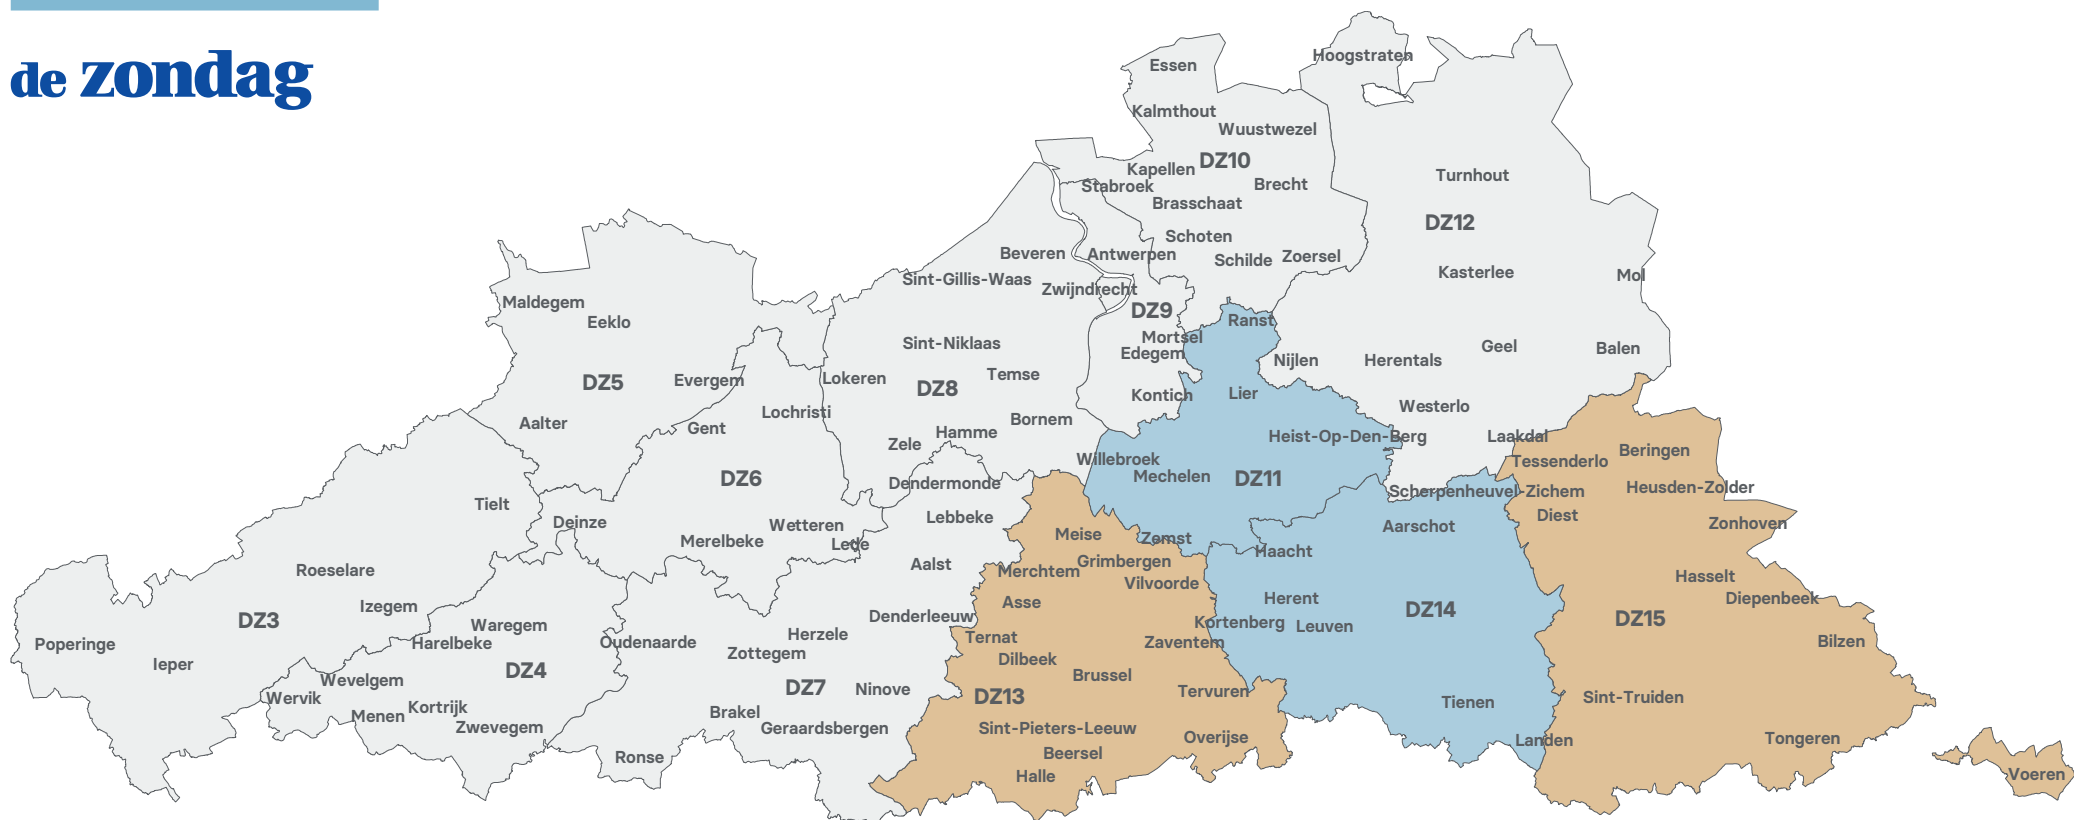 de zondag
Hoogstraten
Essen
Kalmthout
Wuustwezel
DZ10
Kapellen
Stabroek
Brecht
Brasschaat
Turnhout
DZ12
Schoten
Schilde
Zoersel
Beveren
Antwerpen
Sint-Gillis-Waas
Zwijndrecht
Kasterlee
Mol
Maldegem
Eeklo
DZ9
Ranst
Mortsel
Edegem
Sint-Niklaas
Nijlen
Herentals
Geel
Balen
DZ5
Evergem
Lokeren
DZ8
Temse
Kontich
Lier
Westerlo
Aalter
Gent
Lochristi
Zele
Hamme
Bornem
Heist-Op-Den-Berg
Laakdal
Beringen
Willebroek
Mechelen
DZ11
Tessenderlo
DZ6
Dendermonde
Scherpenheuvel-Zichem
Heusden-Zolder
Tielt
Deinze
Wetteren
Lebbeke
Diest
Aarschot
Zonhoven
Merelbeke
Lede
Meise
Zemst
Haacht
Roeselare
Aalst
Merchtem
Grimbergen
Vilvoorde
Hasselt
Izegem
Asse
Herent
DZ14
Diepenbeek
DZ3
Waregem
Denderleeuw
Kortenberg
Leuven
DZ15
Poperinge
Harelbeke
Oudenaarde
Herzele
Ternat
Zaventem
Bilzen
Ieper
DZ4
Zottegem
Dilbeek
Brussel
Wevelgem
Wervik
DZ7
Ninove
DZ13
Tervuren
Tienen
Sint-Truiden
Menen
Kortrijk
Zwevegem
Brakel
Geraardsbergen
Sint-Pieters-Leeuw
Overijse
Landen
Tongeren
Ronse
Beersel
Halle
Voeren